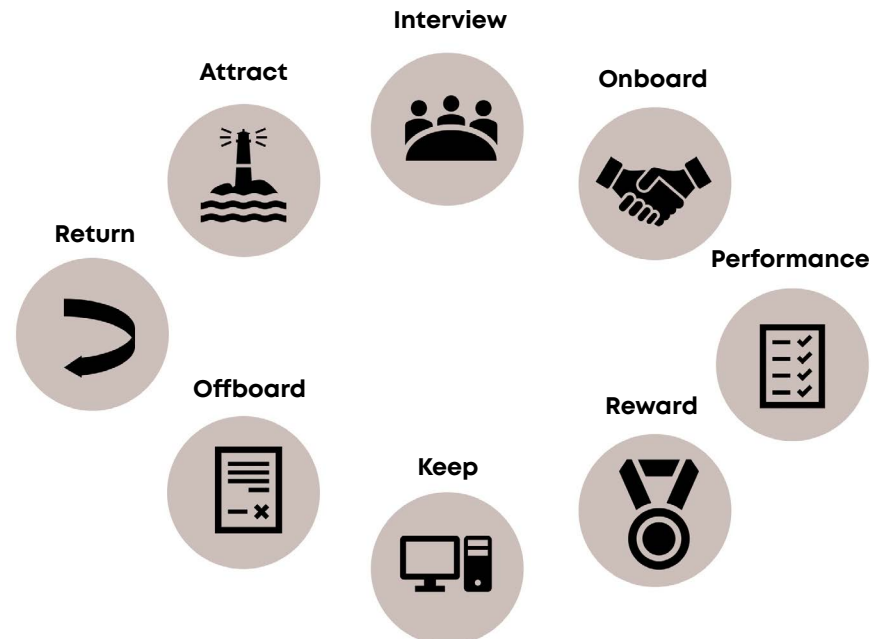 Interview
Attract
Onboard
Return
Performance
Offboard
Reward
Keep